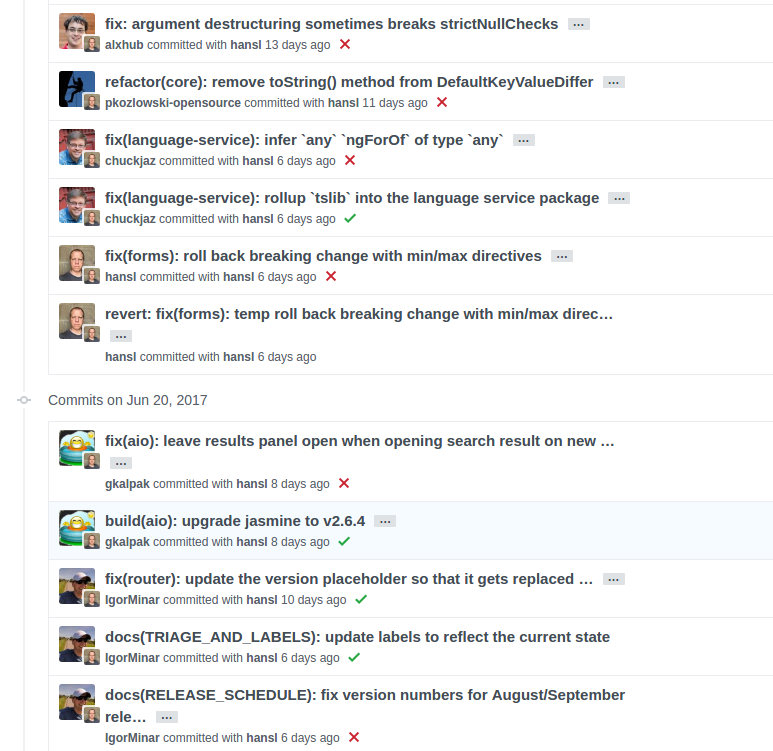 fix: argument destructuring sometimes breaks strictNullChecks …
alxhub committed with hansl 13 days ago
refactor(core): remove toString() method from DefaultKeyValueDiffer …
pkozlowski-opensource committed with hansl 11 days ago
fix(language-service): infer `any` `ngForOf` of type `any` …
chuckjaz committed with hansl 6 days ago
fix(language-service): rollup `tslib` into the language service package …
chuckjaz committed with hansl 6 days ago
fix(forms): roll back breaking change with min/max directives …
hansl committed with hansl 6 days ago
revert: fix(forms): temp roll back breaking change with min/max direc…
…
hansl committed with hansl 6 days ago
Commits on Jun 20, 2017
fix(aio): leave results panel open when opening search result on new …
…
gkalpak committed with hansl 8 days ago
build(aio): upgrade jasmine to v2.6.4 …
gkalpak committed with hansl 8 days ago
fix(router): update the version placeholder so that it gets replaced … …
IgorMinar committed with hansl 10 days ago
docs(TRIAGE_AND_LABELS): update labels to reflect the current state
IgorMinar committed with hansl 6 days ago
docs(RELEASE_SCHEDULE): fix version numbers for August/September
rele… …
IgorMinar committed with hansl 6 days ago